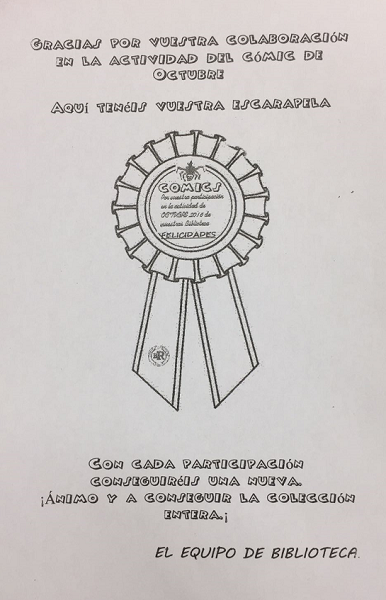 GRACIAS POR VUESTRA COLABORACIÓN
EN LA ACTIVIDAD DEL CÓMIC DE
OCTUBRE
AQUÍ TENÉIS VUESTRA ESCARAPELA
COMICS
Por vuestra participación
en la actividad de
OCTUBRE 2016 de
nuestra Biblioteca
FELICIDADES
CON CADA PARTICIPACIÓN
CONSEGUIRÉIS UNA NUEVA.
¡ÁNIMO Y A CONSEGUIR LA COLECCIÓN
ENTERA.¡
EL EQUIPO DE BIBLIOTECA.